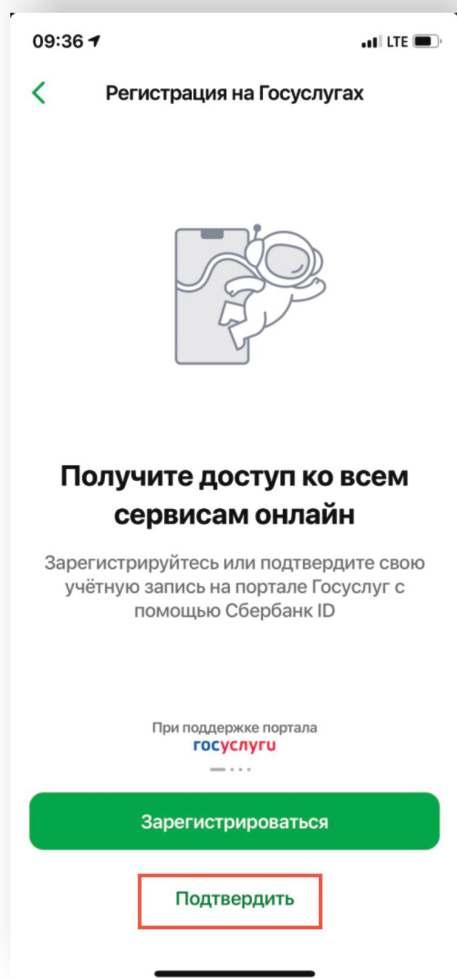 09:36
LTE
Регистрация на Госуслугах
Получите доступ ко всем
сервисам онлайн
Зарегистрируйтесь или подтвердите свою
учётную запись на портале Госуслуг с
помощью Сбербанк ID
При поддержке портала
госуслуги
Зарегистрироваться
Подтвердить